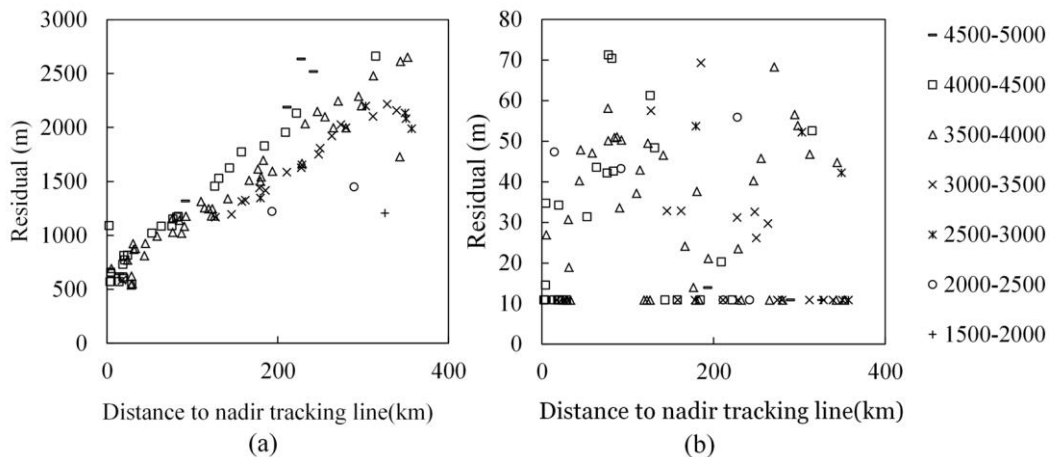 3000
2500
2000
1500
1000
500
0
Residual (m)
0 200 400
Distance to nadir tracking line(km)
(a)
80
70
60
50
40
30
20
10
0
Residual (m)
0 200 400
Distance to nadir tracking line(km)
(b)
4500-5000
4000-4500
3500-4000
3000-3500
2500-3000
2000-2500
1500-2000